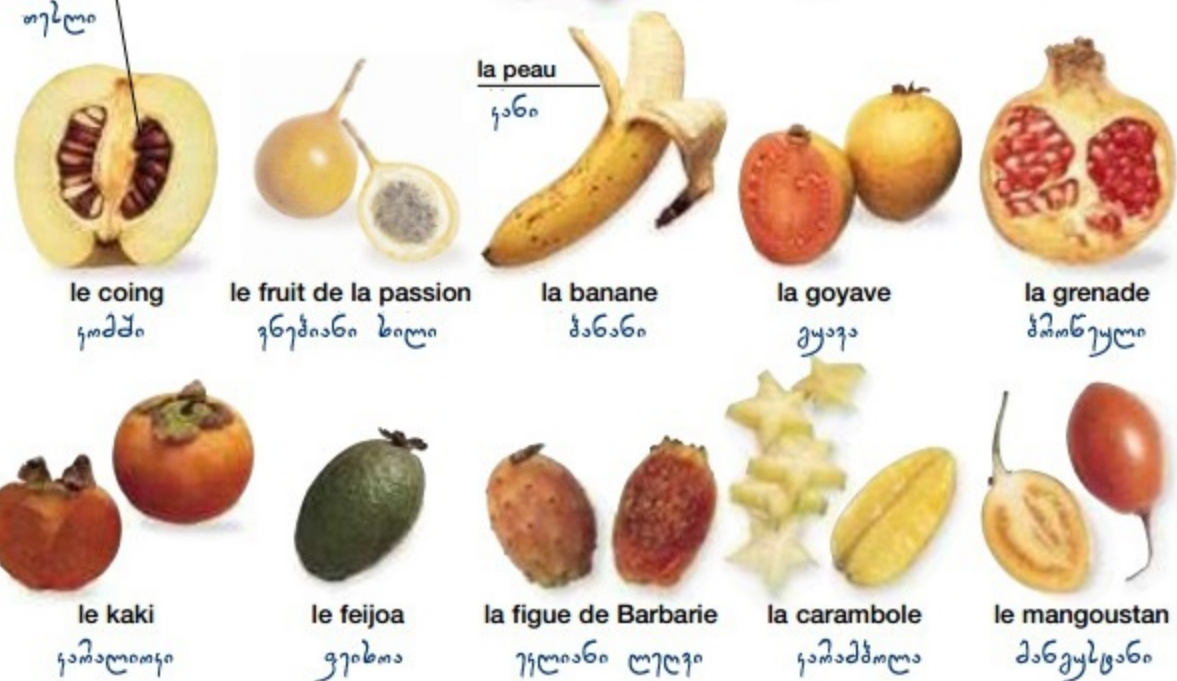 თესლი
la peau
კანი
le coing le fruit de la passion la banane la goyave la grenade
კომში ვნებიანი ხილი ბანანი გუავა ბროწეული
le kaki le feijoa la figue de Barbarie la carambole le mangoustan
კარალიოკი ფეიხოა ეკლიანი ლეღვი კარამბოლა მანგუსტანი